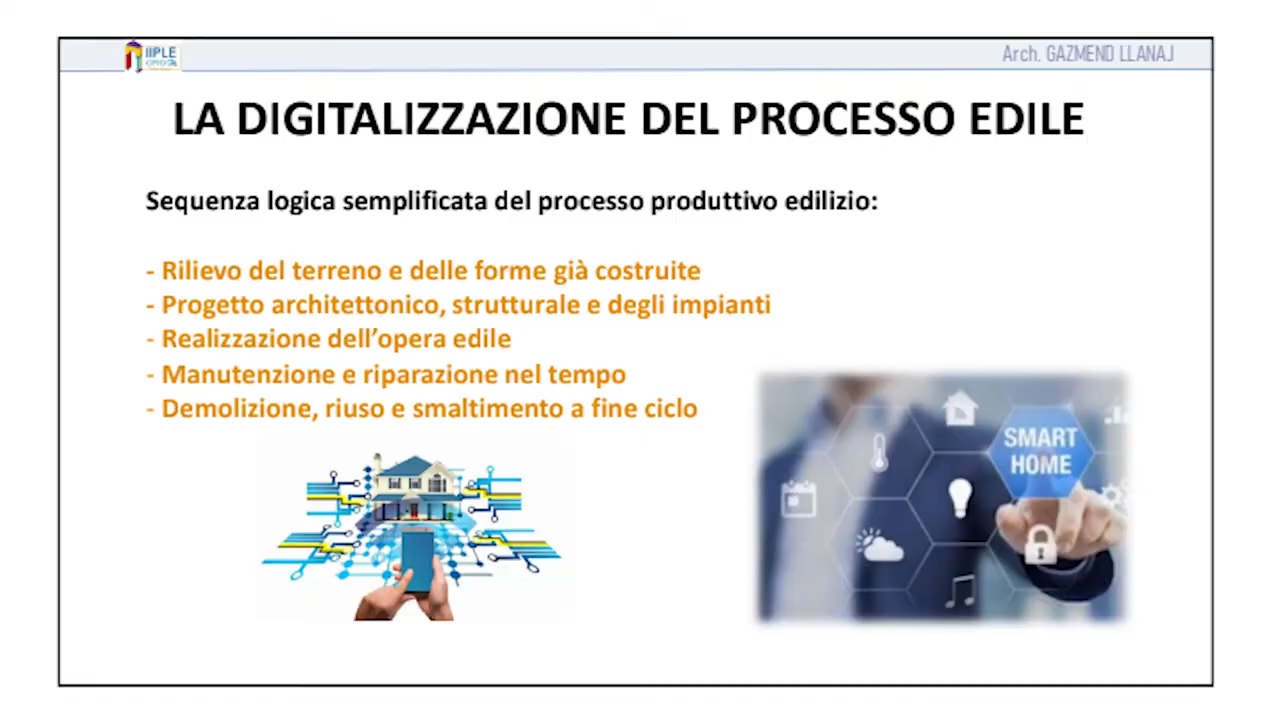 IIPLE
Arch. GAZMEND LLANAJ
LA DIGITALIZZAZIONE DEL PROCESSO EDILE
Sequenza logica semplificata del processo produttivo edilizio:
- Rilievo del terreno e delle forme già costruite
- Progetto architettonico, strutturale e degli impianti
- Realizzazione dell’opera edile
- Manutenzione e riparazione nel tempo
- Demolizione, riuso e smaltimento a fine ciclo
SMART
HOME